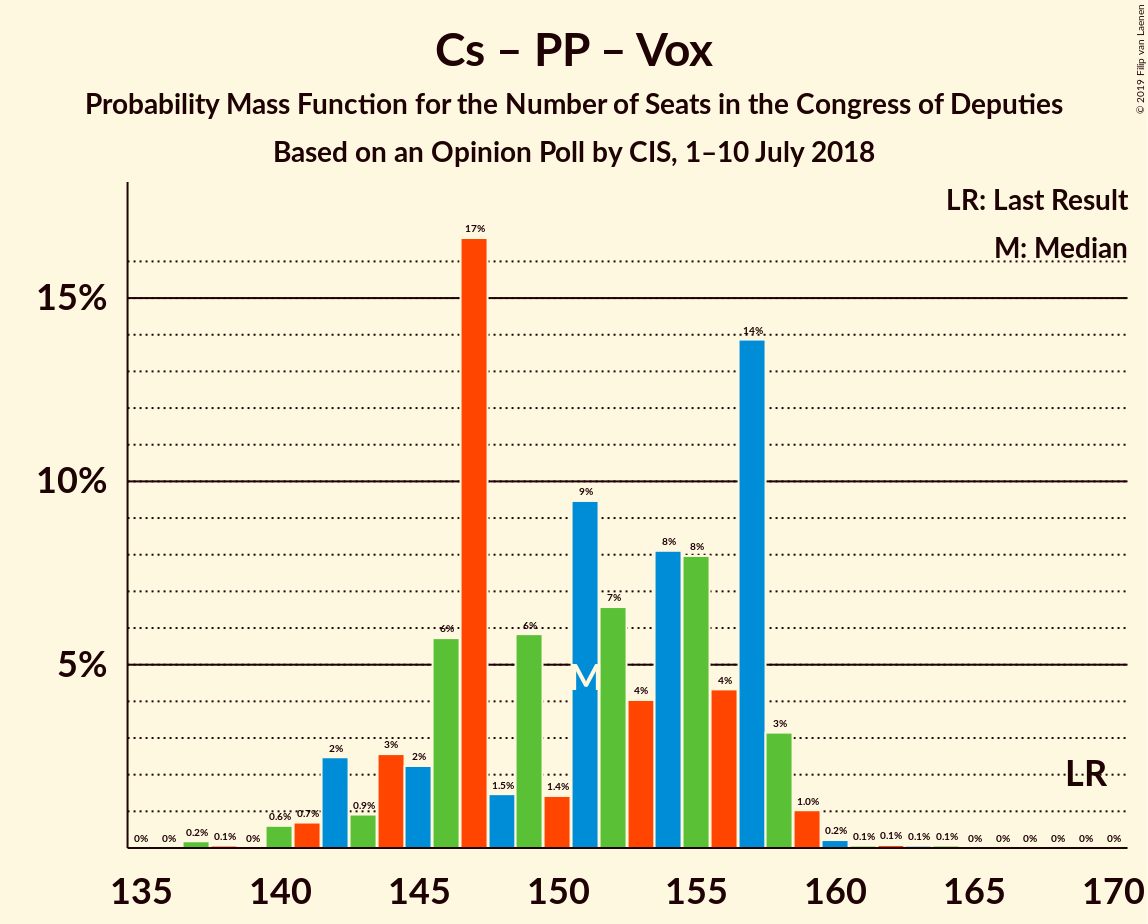 Cs – PP – Vox
Probability Mass Function for the Number of Seats in the Congress of Deputies
Based on an Opinion Poll by CIS, 1–10 July 2018
© 2019 Filip van Laenen
LR: Last Result
M: Median
15%
10%
5%
0% 0% 0.2% 0.1% 0% 0.6% 0.7% 2% 0.9% 3% 2% 6% 17% 1.5% 6% 1.4% 9% 7% 4% 8% 8% 4% 14% 3% 1.0% 0.2% 0.1% 0.1% 0.1% 0.1% 0% 0% 0% 0% 0% 0%
M
LR
135 140 145 150 155 160 165 170